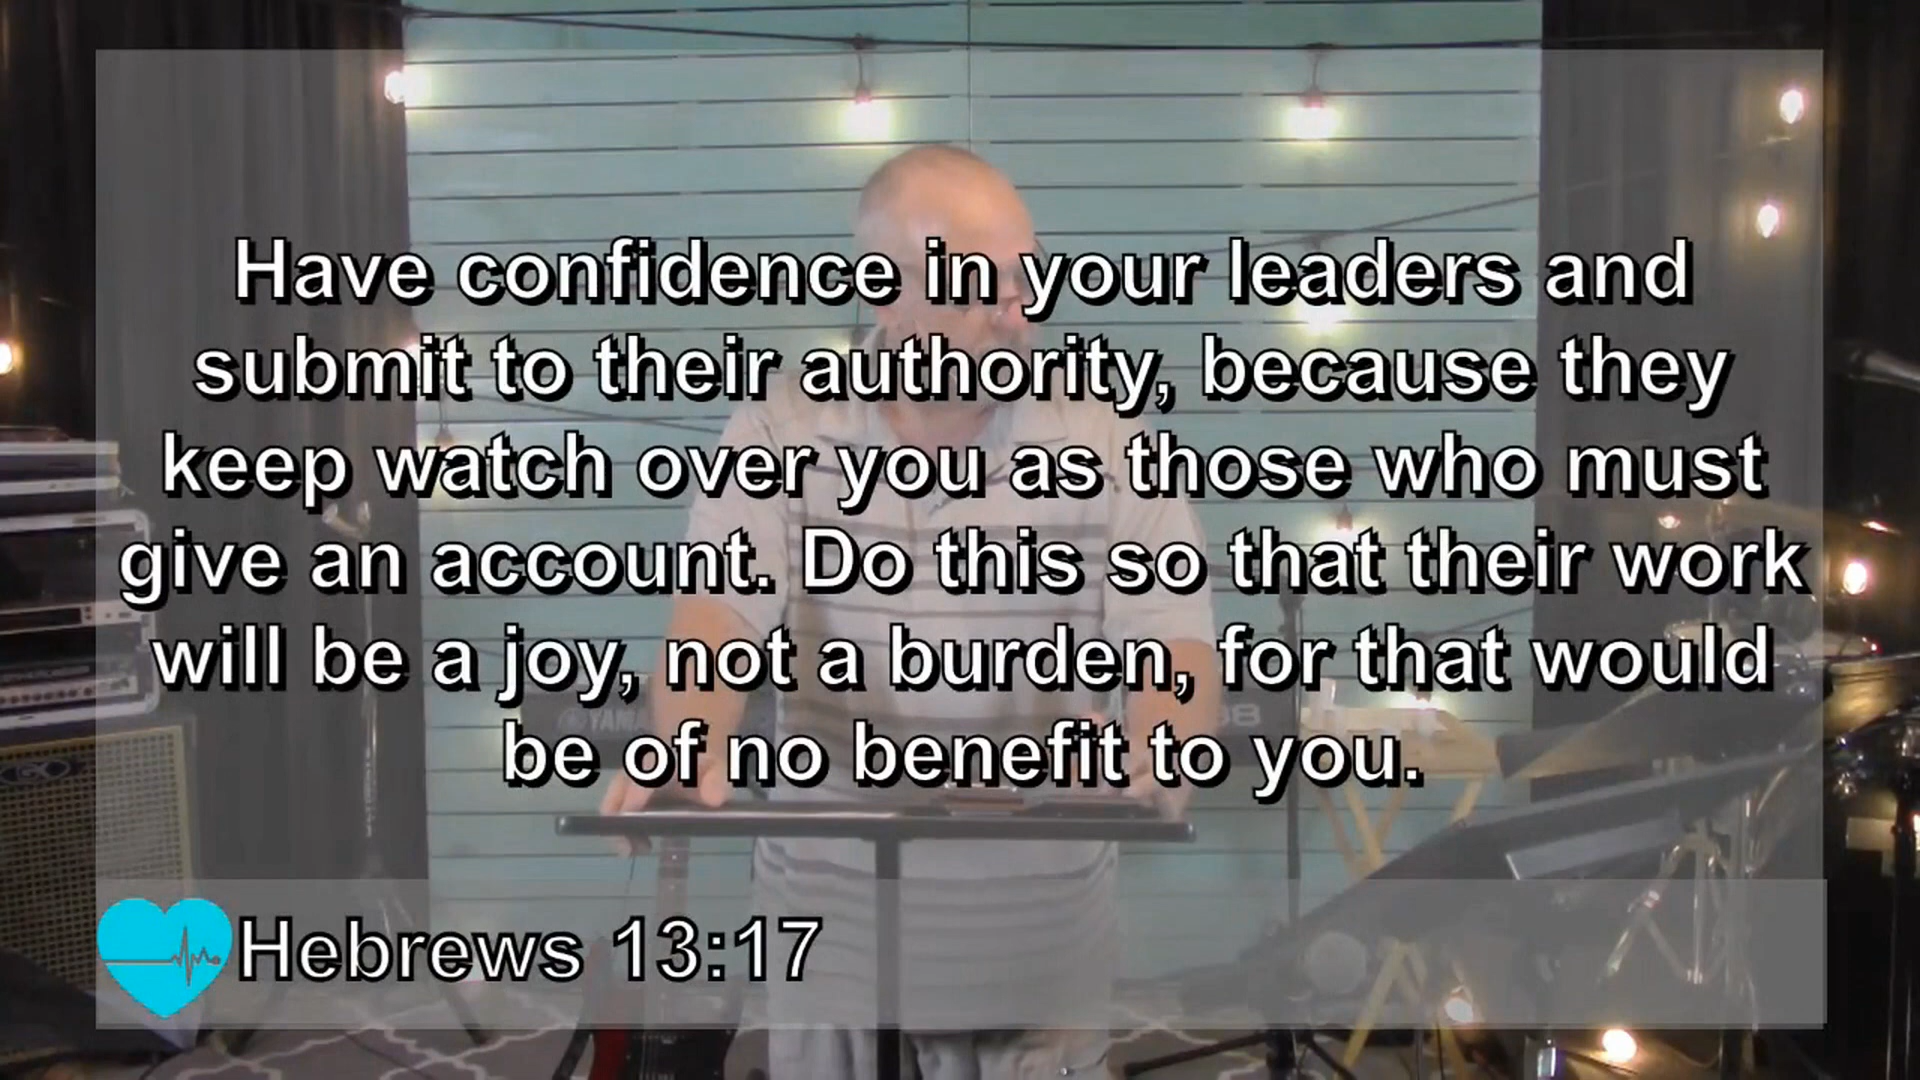 Have confidence in your leaders and
submit to their authority, because they
keep watch over you as those who must
give an account. Do this so that their work
will be a joy, not a burden, for that would
be of no benefit to you.
Hebrews 13:17